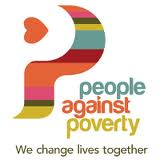 people
against
poverty
We change lives together